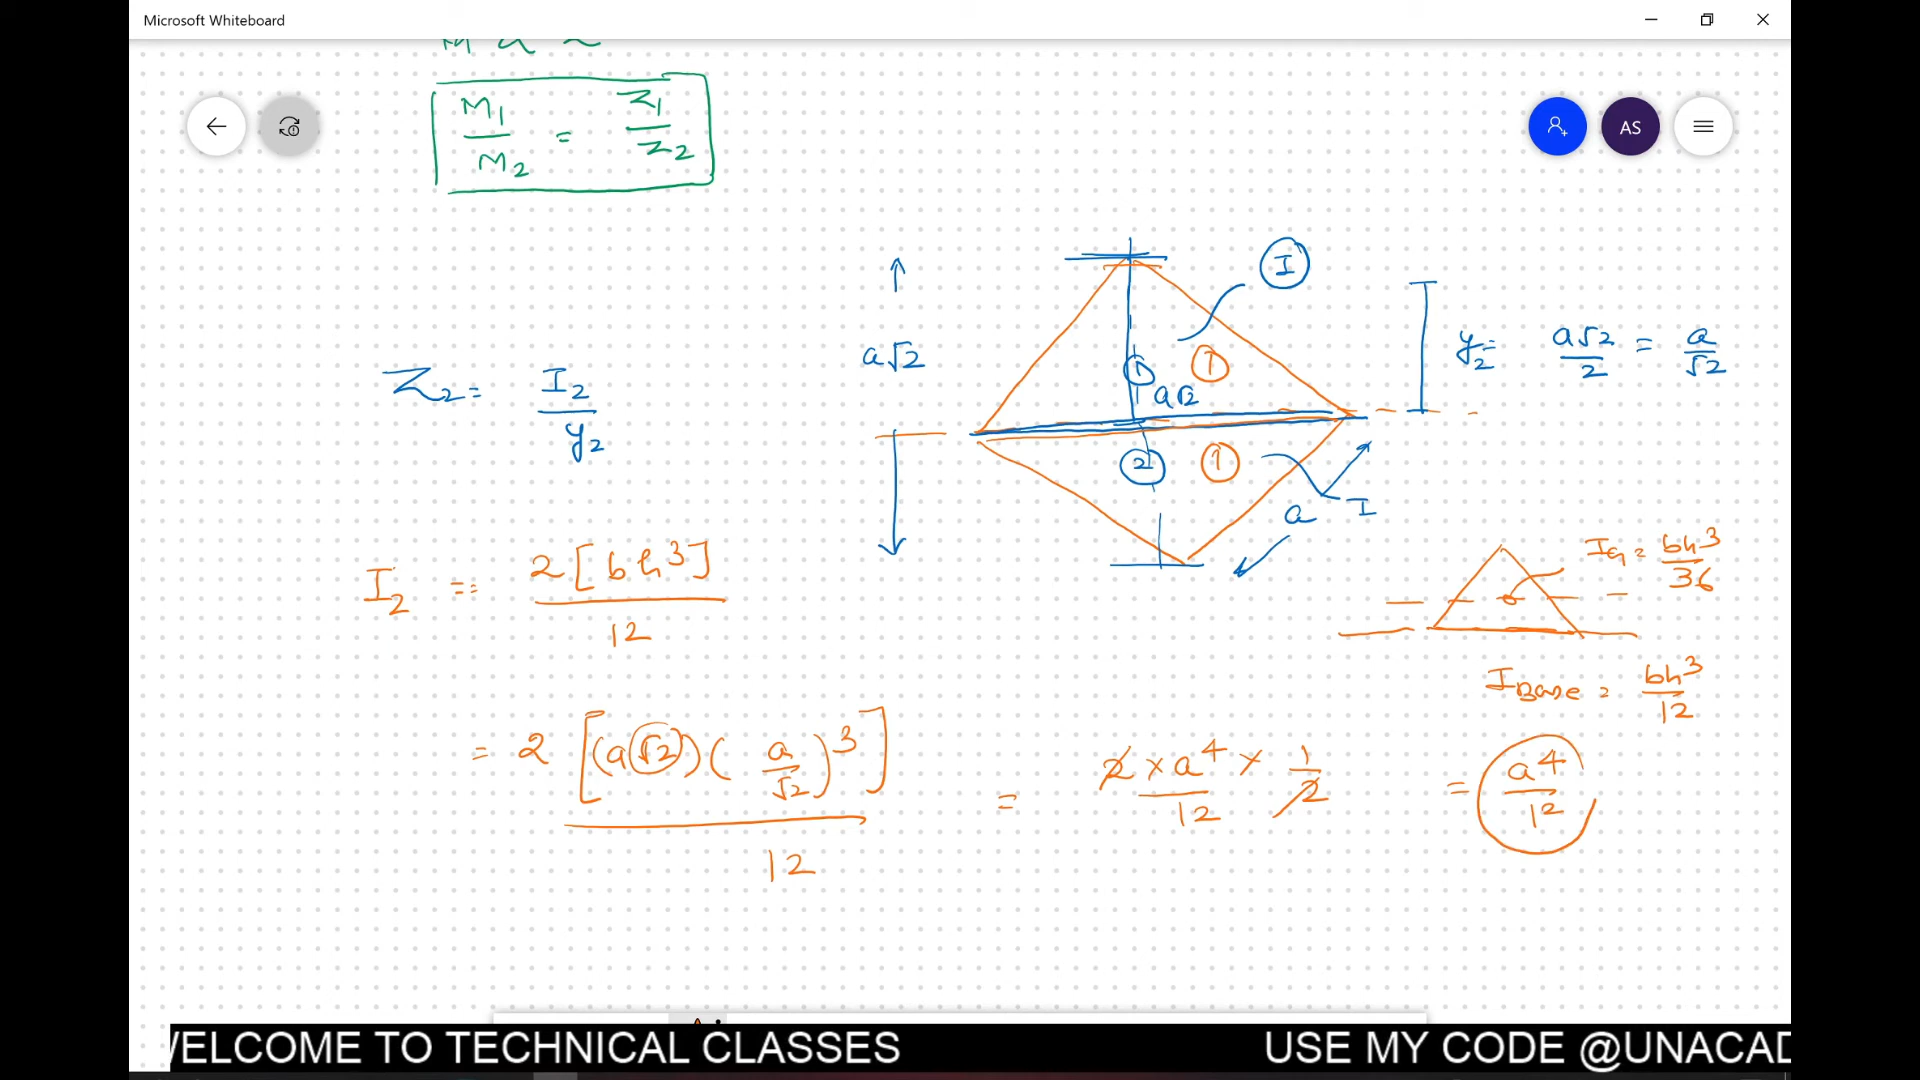 Microsoft Whiteboard
M α Z
M1/M2 = Z1/Z2
AS
I
a√2
y2 = a√2/2 = a/√2
Z2 = I2/y2
1 1
a√2
2 1
a I
I2 = 2[bh³]/12
IG = bh³/36
IBase = bh³/12
= 2[(a√2)(a/√2)³]/12 = 2×a⁴/12 × 1/2 = a⁴/12
WELCOME TO TECHNICAL CLASSES
USE MY CODE @UNACAD